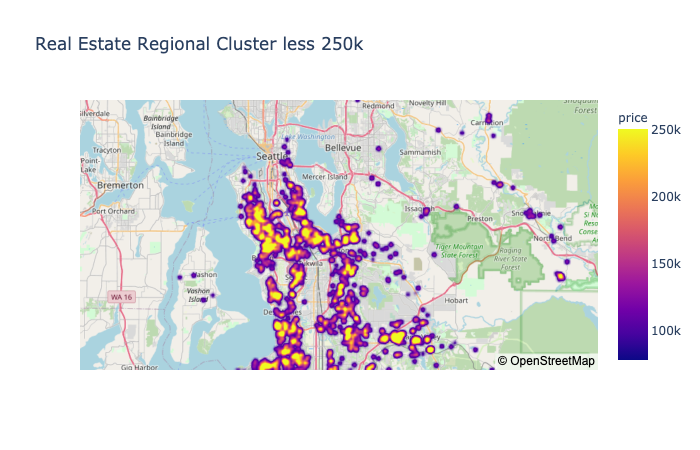 Real Estate Regional Cluster less 250k
Silverdale
Bainbridge
Island
Bainbridge
Island
Redmond
Novelty Hill
Forest
Tracyton
Lake Washington
Carnation
Seattle
Bellevue
Sammamish
Bremerton
Mercer Island
Port Orchard
Issaquah
Preston
Snoqualmie
North Bend
Tiger Mountain
State Forest
Raging
River State
Forest
Vashon
Vashon
Island
WA 16
Hobart
Gig Harbor
© OpenStreetMap
price
250k
200k
150k
100k